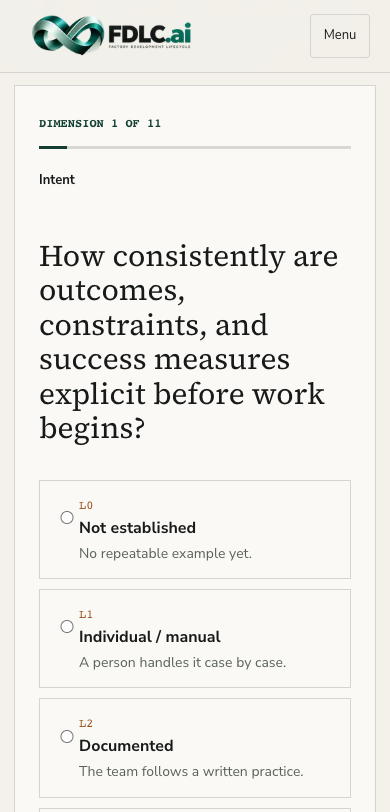 FDLC.ai
FACTORY DEVELOPMENT LIFECYCLE
Menu
DIMENSION 1 OF 11
Intent
How consistently are
outcomes,
constraints, and
success measures
explicit before work
begins?
L0
Not established
No repeatable example yet.
L1
Individual / manual
A person handles it case by case.
L2
Documented
The team follows a written practice.